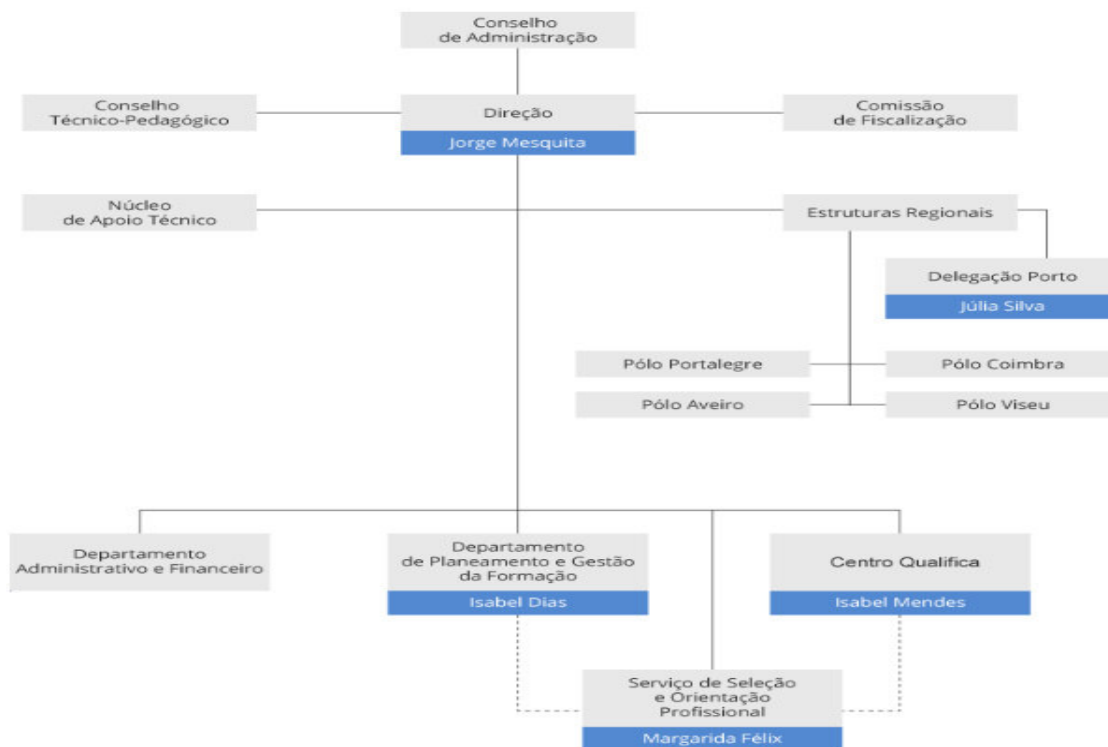 Conselho
de Administração
Conselho
Técnico-Pedagógico
Direção
Jorge Mesquita
Comissão
de Fiscalização
Núcleo
de Apoio Técnico
Estruturas Regionais
Delegação Porto
Júlia Silva
Pólo Portalegre
Pólo Coimbra
Pólo Aveiro
Pólo Viseu
Departamento
Administrativo e Financeiro
Departamento
de Planeamento e Gestão
da Formação
Isabel Dias
Centro Qualifica
Isabel Mendes
Serviço de Seleção
e Orientação
Profissional
Margarida Félix